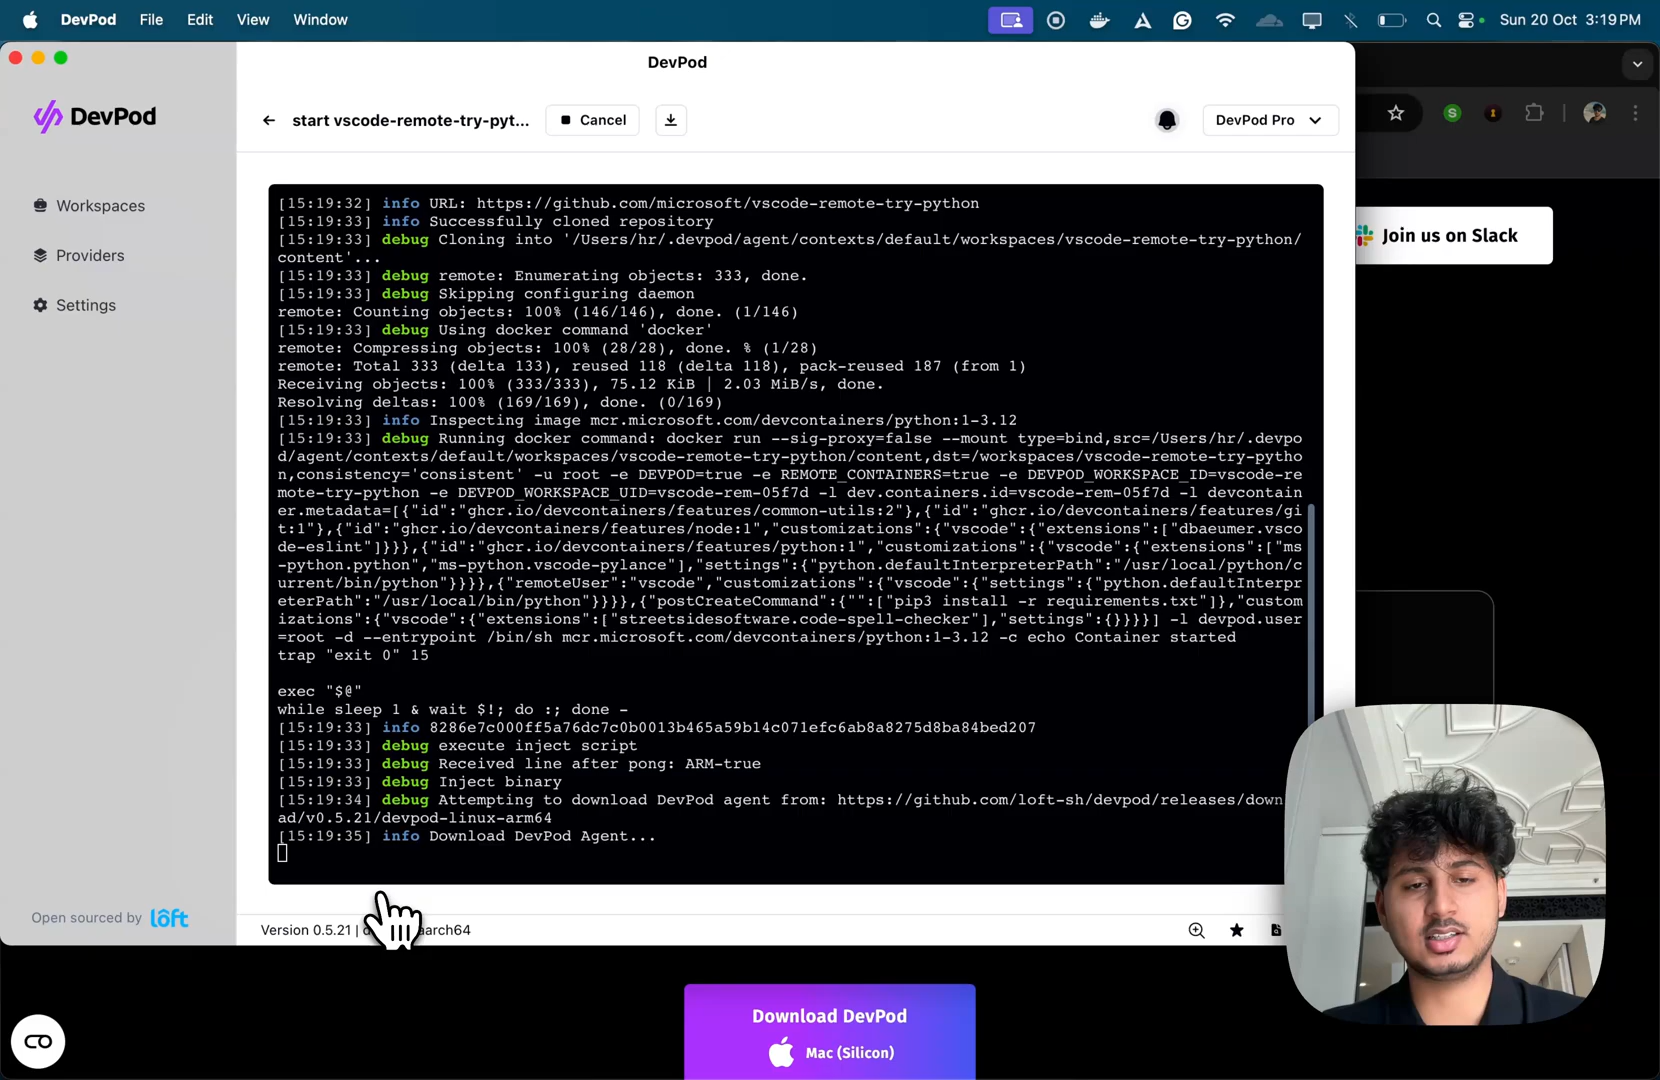 DevPod File Edit View Window
Sun 20 Oct 3:19 PM
DevPod
DevPod
start vscode-remote-try-pyt...
Cancel
DevPod Pro
Workspaces
Providers
Settings
[15:19:32] info URL: https://github.com/microsoft/vscode-remote-try-python
[15:19:33] info Successfully cloned repository
[15:19:33] debug Cloning into '/Users/hr/.devpod/agent/contexts/default/workspaces/vscode-remote-try-python/
content'...
[15:19:33] debug remote: Enumerating objects: 333, done.
[15:19:33] debug Skipping configuring daemon
remote: Counting objects: 100% (146/146), done. (1/146)
[15:19:33] debug Using docker command 'docker'
remote: Compressing objects: 100% (28/28), done. % (1/28)
remote: Total 333 (delta 133), reused 118 (delta 118), pack-reused 187 (from 1)
Receiving objects: 100% (333/333), 75.12 KiB | 2.03 MiB/s, done.
Resolving deltas: 100% (169/169), done. (0/169)
[15:19:33] info Inspecting image mcr.microsoft.com/devcontainers/python:1-3.12
[15:19:33] debug Running docker command: docker run --sig-proxy=false --mount type=bind,src=/Users/hr/.devpo
d/agent/contexts/default/workspaces/vscode-remote-try-python/content,dst=/workspaces/vscode-remote-try-pytho
n,consistency='consistent' -u root -e DEVPOD=true -e REMOTE_CONTAINERS=true -e DEVPOD_WORKSPACE_ID=vscode-re
mote-try-python -e DEVPOD_WORKSPACE_UID=vscode-rem-05f7d -l dev.containers.id=vscode-rem-05f7d -l devcontain
er.metadata=[{"id":"ghcr.io/devcontainers/features/common-utils:2"},{"id":"ghcr.io/devcontainers/features/gi
t:1"},{"id":"ghcr.io/devcontainers/features/node:1","customizations":{"vscode":{"extensions":["dbaeumer.vsco
de-eslint"]}}},{"id":"ghcr.io/devcontainers/features/python:1","customizations":{"vscode":{"extensions":["ms
-python.python","ms-python.vscode-pylance"],"settings":{"python.defaultInterpreterPath":"/usr/local/python/c
urrent/bin/python"}}}},{"remoteUser":"vscode","customizations":{"vscode":{"settings":{"python.defaultInterpr
eterPath":"/usr/local/bin/python"}}}},{"postCreateCommand":{"":["pip3 install -r requirements.txt"]},"custom
izations":{"vscode":{"extensions":["streetsidesoftware.code-spell-checker"],"settings":{}}}}] -l devpod.user
=root -d --entrypoint /bin/sh mcr.microsoft.com/devcontainers/python:1-3.12 -c echo Container started
trap "exit 0" 15
exec "$@"
while sleep 1 & wait $!; do :; done -
[15:19:33] info 8286e7c000ff5a76dc7c0b0013b465a59b14c071efc6ab8a8275d8ba84bed207
[15:19:33] debug execute inject script
[15:19:33] debug Received line after pong: ARM-true
[15:19:33] debug Inject binary
[15:19:34] debug Attempting to download DevPod agent from: https://github.com/loft-sh/devpod/releases/down
ad/v0.5.21/devpod-linux-arm64
[15:19:35] info Download DevPod Agent...
Join us on Slack
Open sourced by loft
Version 0.5.21 | d aarch64
Download DevPod
Mac (Silicon)